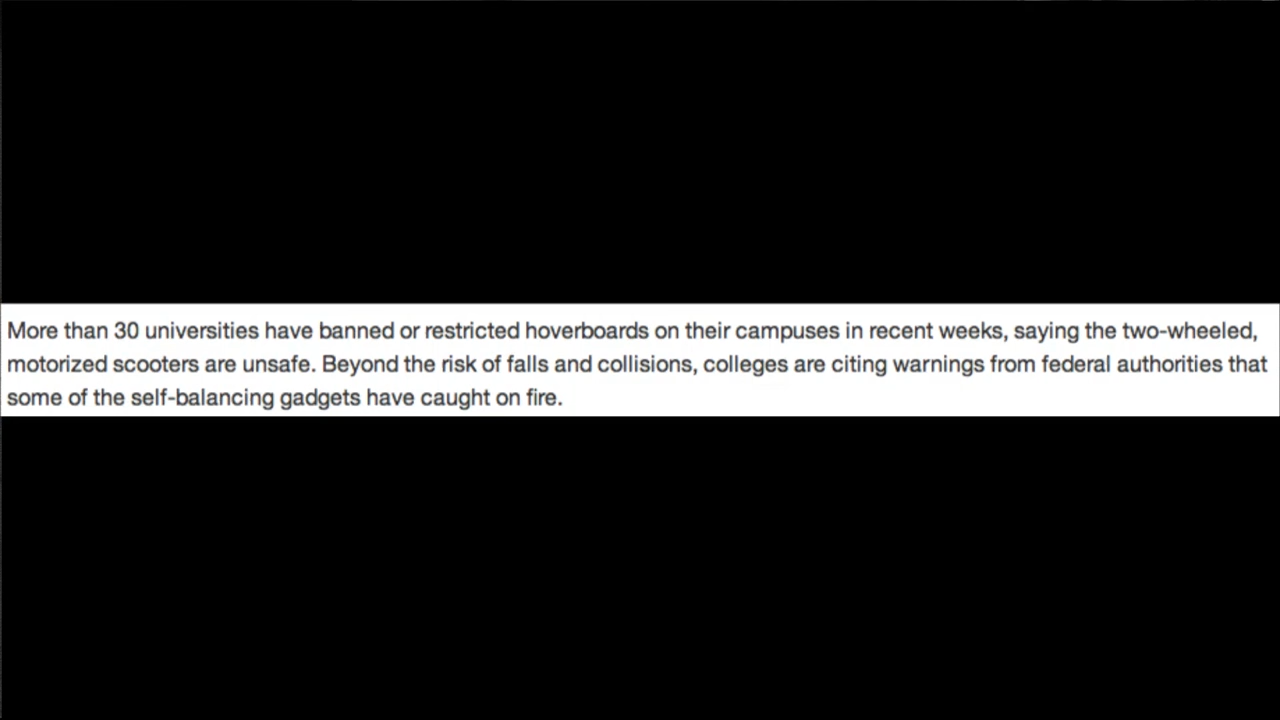 More than 30 universities have banned or restricted hoverboards on their campuses in recent weeks, saying the two-wheeled,
motorized scooters are unsafe. Beyond the risk of falls and collisions, colleges are citing warnings from federal authorities that
some of the self-balancing gadgets have caught on fire.